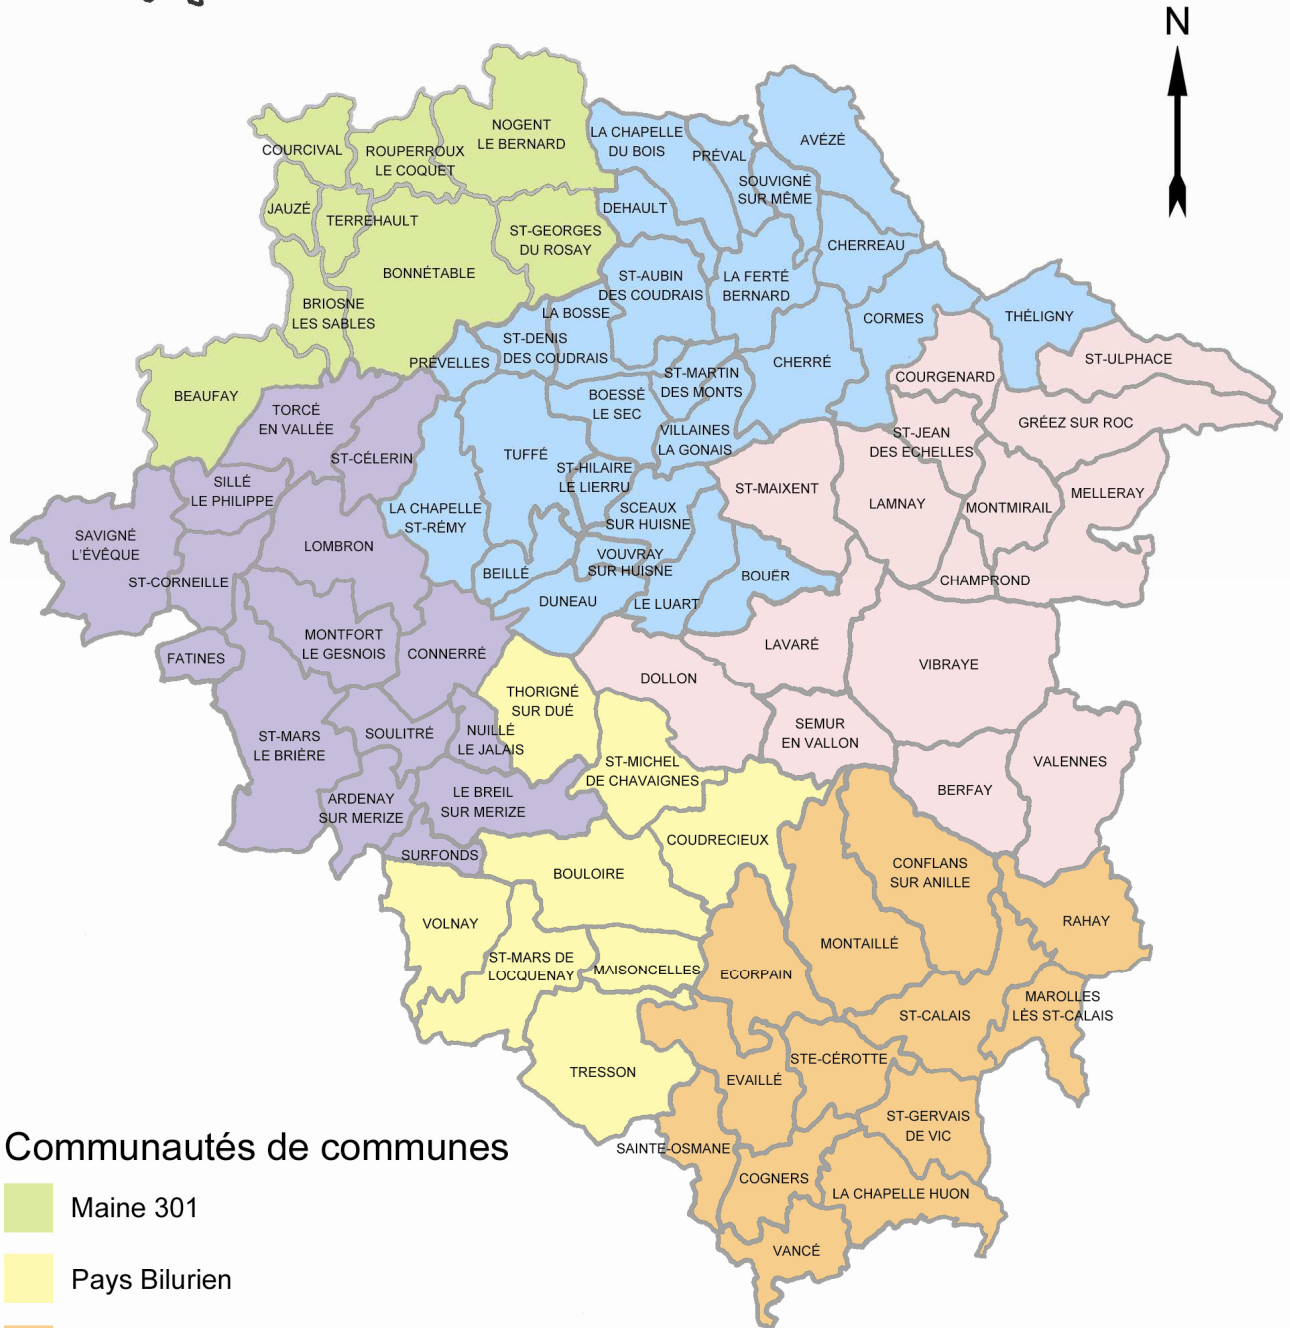 N
NOGENT
LE BERNARD
COURCIVAL
ROUPERROUX
LE COQUET
LA CHAPELLE
DU BOIS
PRÉVAL
AVÉZÉ
SOUVIGNÉ
SUR MÊME
JAUZÉ
TERREHAULT
DEHAULT
ST-GEORGES
DU ROSAY
CHERREAU
BONNÉTABLE
ST-AUBIN
DES COUDRAIS
LA FERTÉ
BERNARD
BRIOSNE
LES SABLES
LA BOSSE
CORMES
THÉLIGNY
ST-DENIS
DES COUDRAIS
PRÉVELLES
CHERRÉ
ST-ULPHACE
ST-MARTIN
DES MONTS
COURGENARD
BEAUFAY
BOESSÉ
LE SEC
TORCÉ
EN VALLÉE
GRÉEZ SUR ROC
VILLAINES
LA GONAIS
ST-JEAN
DES ECHELLES
ST-CÉLERIN
TUFFÉ
ST-HILAIRE
LE LIERRU
SILLÉ
LE PHILIPPE
ST-MAIXENT
LAMNAY
MONTMIRAIL
MELLERAY
LA CHAPELLE
ST-RÉMY
SCEAUX
SUR HUISNE
SAVIGNÉ
L'ÉVÊQUE
LOMBRON
VOUVRAY
SUR HUISNE
ST-CORNEILLE
BEILLÉ
BOUËR
CHAMPROND
DUNEAU
LE LUART
MONTFORT
LE GESNOIS
CONNERRÉ
FATINES
LAVARÉ
VIBRAYE
DOLLON
THORIGNÉ
SUR DUÉ
ST-MARS
LE BRIÈRE
SOULITRÉ
NUILLÉ
LE JALAIS
SEMUR
EN VALLON
ST-MICHEL
DE CHAVAIGNES
VALENNES
BERFAY
ARDENAY
SUR MERIZE
LE BREIL
SUR MERIZE
COUDRECIEUX
SURFONDS
BOULOIRE
CONFLANS
SUR ANILLE
VOLNAY
RAHAY
MONTAILLÉ
ST-MARS DE
LOCQUENAY
MAISONCELLES
ECORPAIN
MAROLLES
LÈS ST-CALAIS
ST-CALAIS
STE-CÉROTTE
TRESSON
EVAILLÉ
ST-GERVAIS
DE VIC
SAINTE-OSMANE
COGNERS
LA CHAPELLE HUON
VANCÉ
Communautés de communes
Maine 301
Pays Bilurien